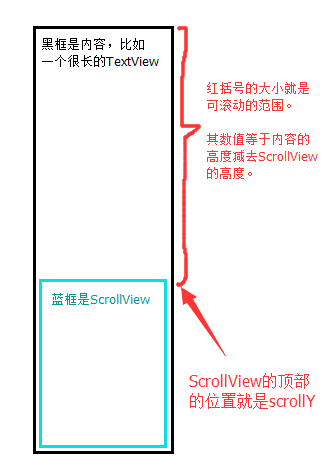 黑框是内容，比如
一个很长的TextView
红括号的大小就是
可滚动的范围。
其数值等于内容的
高度减去ScrollView
的高度。
蓝框是ScrollView
ScrollView的顶部
的位置就是scrollY